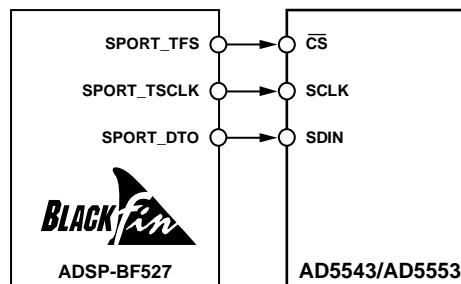 SPORT_TFS
CS
SPORT_TSCLK
SCLK
SPORT_DTO
SDIN
BLACKfin
ADSP-BF527
AD5543/AD5553